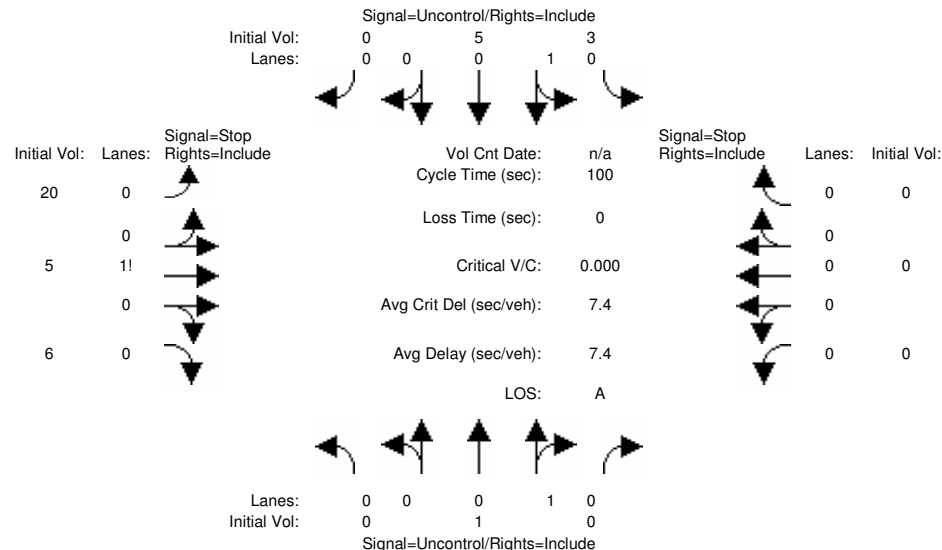 Signal=Uncontrol/Rights=Include
Initial Vol: 0 5 3
Lanes: 0 0 0 1 0
Signal=Stop Signal=Stop
Initial Vol: Lanes: Rights=Include Vol Cnt Date: n/a Rights=Include Lanes: Initial Vol:
Cycle Time (sec): 100
20 0 0 0
Loss Time (sec): 0
0 0
5 1! Critical V/C: 0.000 0 0
0 Avg Crit Del (sec/veh): 7.4 0
6 0 Avg Delay (sec/veh): 7.4 0 0
LOS: A
Lanes: 0 0 0 1 0
Initial Vol: 0 1 0
Signal=Uncontrol/Rights=Include